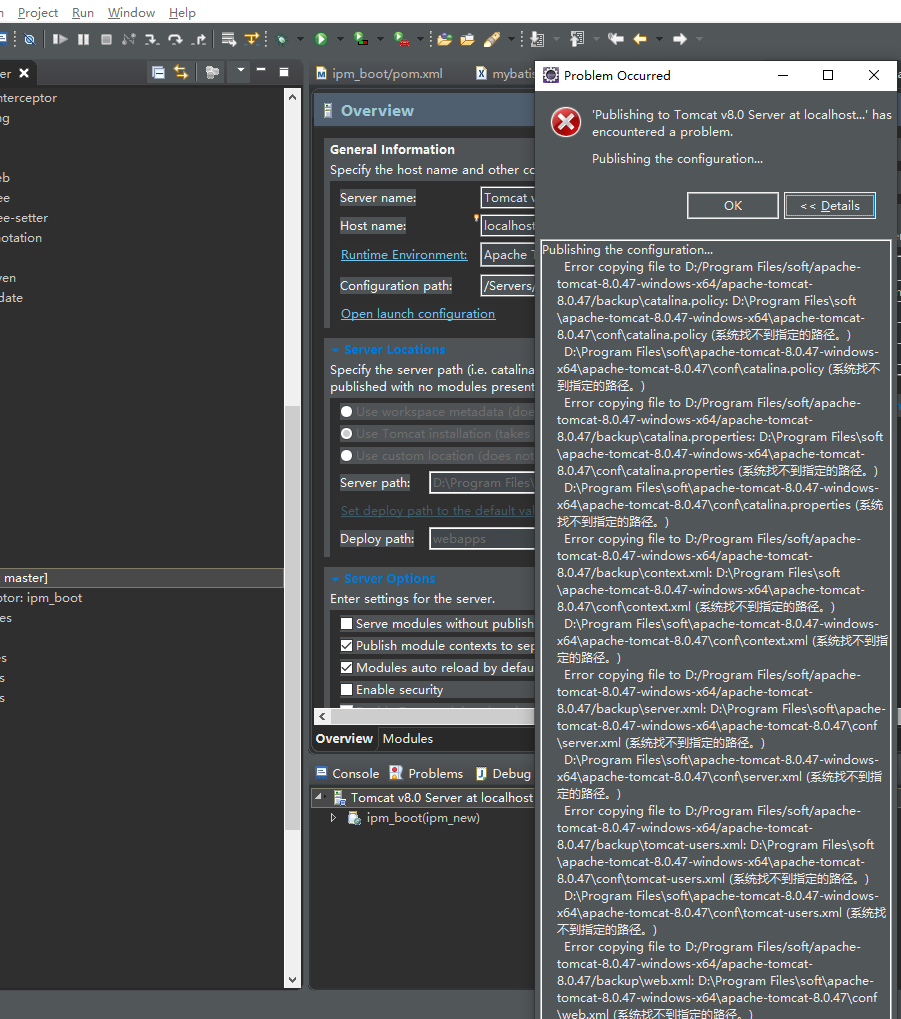 Project Run Window Help
ipm_boot/pom.xml
nterceptor
ng
eb
ee
ee-setter
notation
ven
date
master]
otor: ipm_boot
es
s
s
s
Overview
General Information
Specify the host name and other co
Server name:
Tomcat v
Host name:
localhost
Runtime Environment:
Apache T
Configuration path:
/Servers/
Open launch configuration
Server Locations
Specify the server path (i.e. catalina
published with no modules present
Use workspace metadata (doe
Use Tomcat installation (takes
Use custom location (does not
Server path:
D:\Program Files\
Set deploy path to the default val
Deploy path:
webapps
Server Options
Enter settings for the server.
Serve modules without publish
Publish module contexts to sep
Modules auto reload by defau
Enable security
Overview Modules
Console Problems Debug
Tomcat v8.0 Server at localhost
ipm_boot(ipm_new)
Problem Occurred
'Publishing to Tomcat v8.0 Server at localhost...' has
encountered a problem.
Publishing the configuration...
OK
<< Details
Publishing the configuration...
Error copying file to D:/Program Files/soft/apache-
tomcat-8.0.47-windows-x64/apache-tomcat-
8.0.47/backup\catalina.policy: D:\Program Files\soft
\apache-tomcat-8.0.47-windows-x64\apache-tomcat-
8.0.47\conf\catalina.policy (系统找不到指定的路径。)
D:\Program Files\soft\apache-tomcat-8.0.47-windows-
x64\apache-tomcat-8.0.47\conf\catalina.policy (系统找不
到指定的路径。)
Error copying file to D:/Program Files/soft/apache-
tomcat-8.0.47-windows-x64/apache-tomcat-
8.0.47/backup\catalina.properties: D:\Program Files\soft
\apache-tomcat-8.0.47-windows-x64\apache-tomcat-
8.0.47\conf\catalina.properties (系统找不到指定的路径。)
D:\Program Files\soft\apache-tomcat-8.0.47-windows-
x64\apache-tomcat-8.0.47\conf\catalina.properties (系统
找不到指定的路径。)
Error copying file to D:/Program Files/soft/apache-
tomcat-8.0.47-windows-x64/apache-tomcat-
8.0.47/backup\context.xml: D:\Program Files\soft
\apache-tomcat-8.0.47-windows-x64\apache-tomcat-
8.0.47\conf\context.xml (系统找不到指定的路径。)
D:\Program Files\soft\apache-tomcat-8.0.47-windows-
x64\apache-tomcat-8.0.47\conf\context.xml (系统找不到指
定的路径。)
Error copying file to D:/Program Files/soft/apache-
tomcat-8.0.47-windows-x64/apache-tomcat-
8.0.47/backup\server.xml: D:\Program Files\soft\apache-
tomcat-8.0.47-windows-x64\apache-tomcat-8.0.47\conf
\server.xml (系统找不到指定的路径。)
D:\Program Files\soft\apache-tomcat-8.0.47-windows-
x64\apache-tomcat-8.0.47\conf\server.xml (系统找不到指
定的路径。)
Error copying file to D:/Program Files/soft/apache-
tomcat-8.0.47-windows-x64/apache-tomcat-
8.0.47/backup\tomcat-users.xml: D:\Program Files\soft
\apache-tomcat-8.0.47-windows-x64\apache-tomcat-
8.0.47\conf\tomcat-users.xml (系统找不到指定的路径。)
D:\Program Files\soft\apache-tomcat-8.0.47-windows-
x64\apache-tomcat-8.0.47\conf\tomcat-users.xml (系统找
不到指定的路径。)
Error copying file to D:/Program Files/soft/apache-
tomcat-8.0.47-windows-x64/apache-tomcat-
8.0.47/backup\web.xml: D:\Program Files\soft\apache-
tomcat-8.0.47-windows-x64\apache-tomcat-8.0.47\conf
\web.xml (系统找不到指定的路径。)